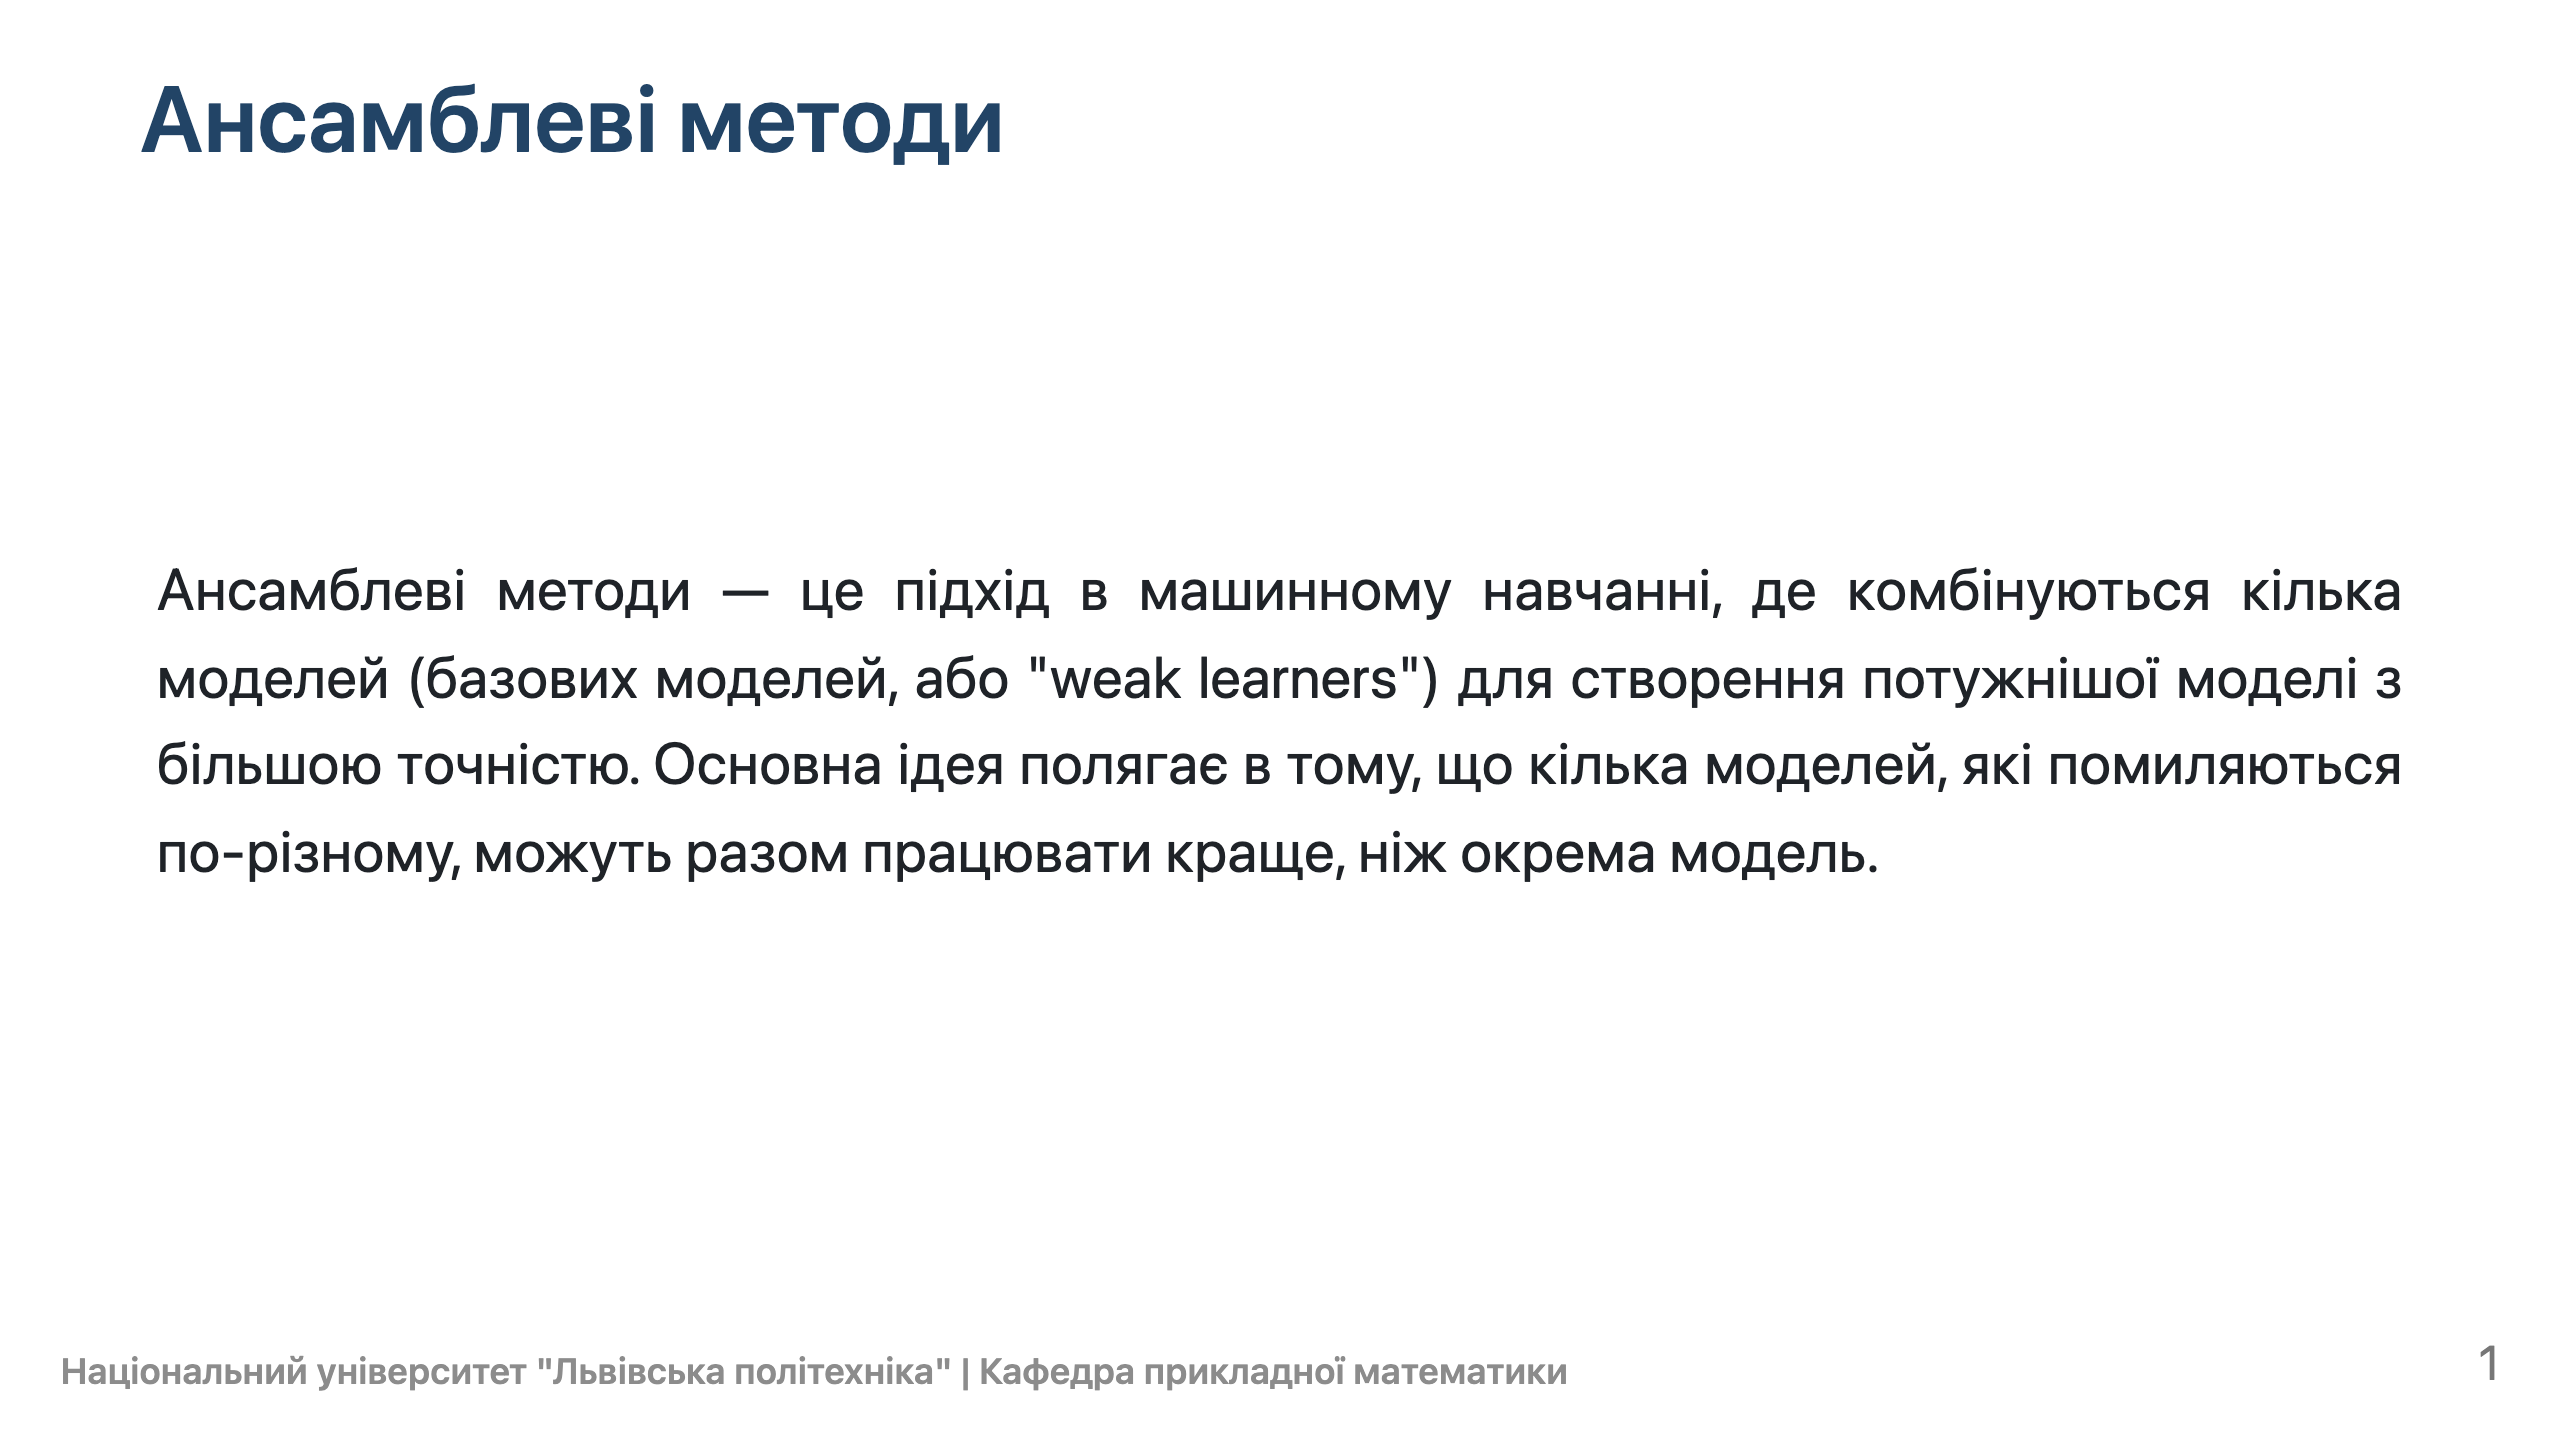 Ансамблеві методи
Ансамблеві методи — це підхід в машинному навчанні, де комбінуються кілька
моделей (базових моделей, або "weak learners") для створення потужнішої моделі з
більшою точністю. Основна ідея полягає в тому, що кілька моделей, які помиляються
по-різному, можуть разом працювати краще, ніж окрема модель.
Національний університет "Львівська політехніка" | Кафедра прикладної математики
1